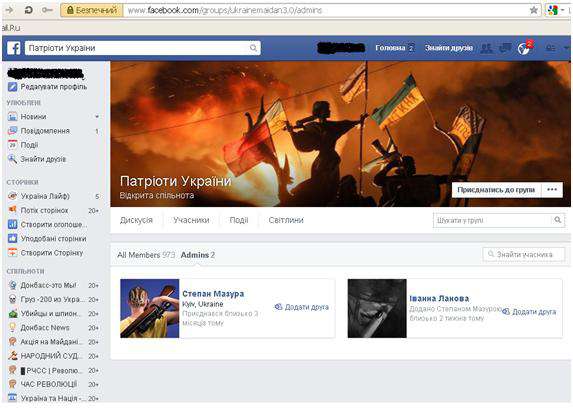 Безпечний www.facebook.com/groups/ukrainemaidan3.0/admins
ail.Ru
Патріоти України
Головна 2 Знайти друзів 2
Редагувати профіль
УЛЮБЛЕНІ
Новини
Повідомлення 1
Події
Знайти друзів
СТОРІНКИ
Україна Лайф) 5
Потік сторінок 20+
Створити оголоше...
Уподобані сторінки
Створити Сторінку
СПІЛЬНОТИ
Донбасс-это Мы! 20+
Груз -200 из Укра... 20+
Убийцы и шпион... 20+
Донбасс News 20+
Акція на Майдані... 20+
НАРОДНИЙ СУД... 20+
РЧСС | Револю... 20+
ЧАС РЕВОЛЮЦІЇ 20+
Україна та Нація -... 20+
Патріоти України
Відкрита спільнота
Приєднатись до групи
Дискусія Учасники Події Світлини
Шукати у групі
All Members 973 Admins 2
Знайти учасника
Степан Мазура
Kyiv, Ukraine
Приєднався близько 3
місяців тому
Додати друга
Іванна Ланова
Додано Степаном Мазурою
близько 2 тижнів тому
Додати друга